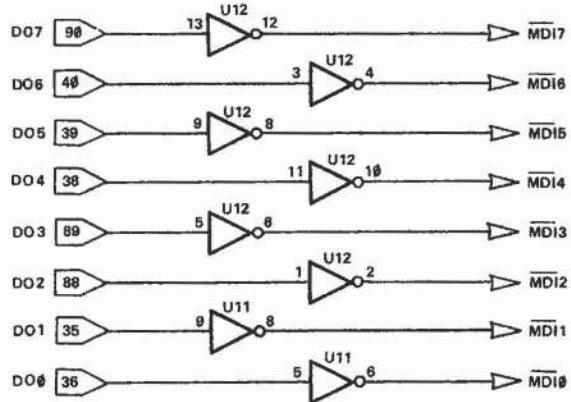 U12
DO7 90 13 12 MDI7
U12
DO6 40 3 4 MDI6
U12
DO5 39 9 8 MDI5
U12
DO4 38 11 10 MDI4
U12
DO3 89 5 6 MDI3
U12
DO2 88 1 2 MDI2
U11
DO1 35 9 8 MDI1
U11
DO0 36 5 6 MDI0